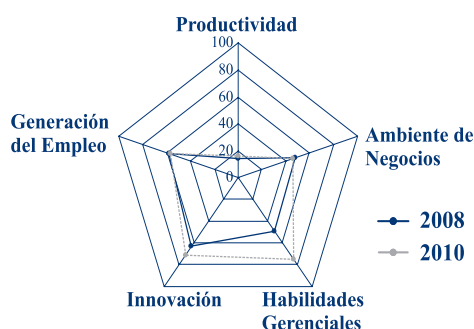 Productividad
100
80
60
40
20
0
Generación
del Empleo
Ambiente de
Negocios
2008
2010
Innovación
Habilidades
Gerenciales